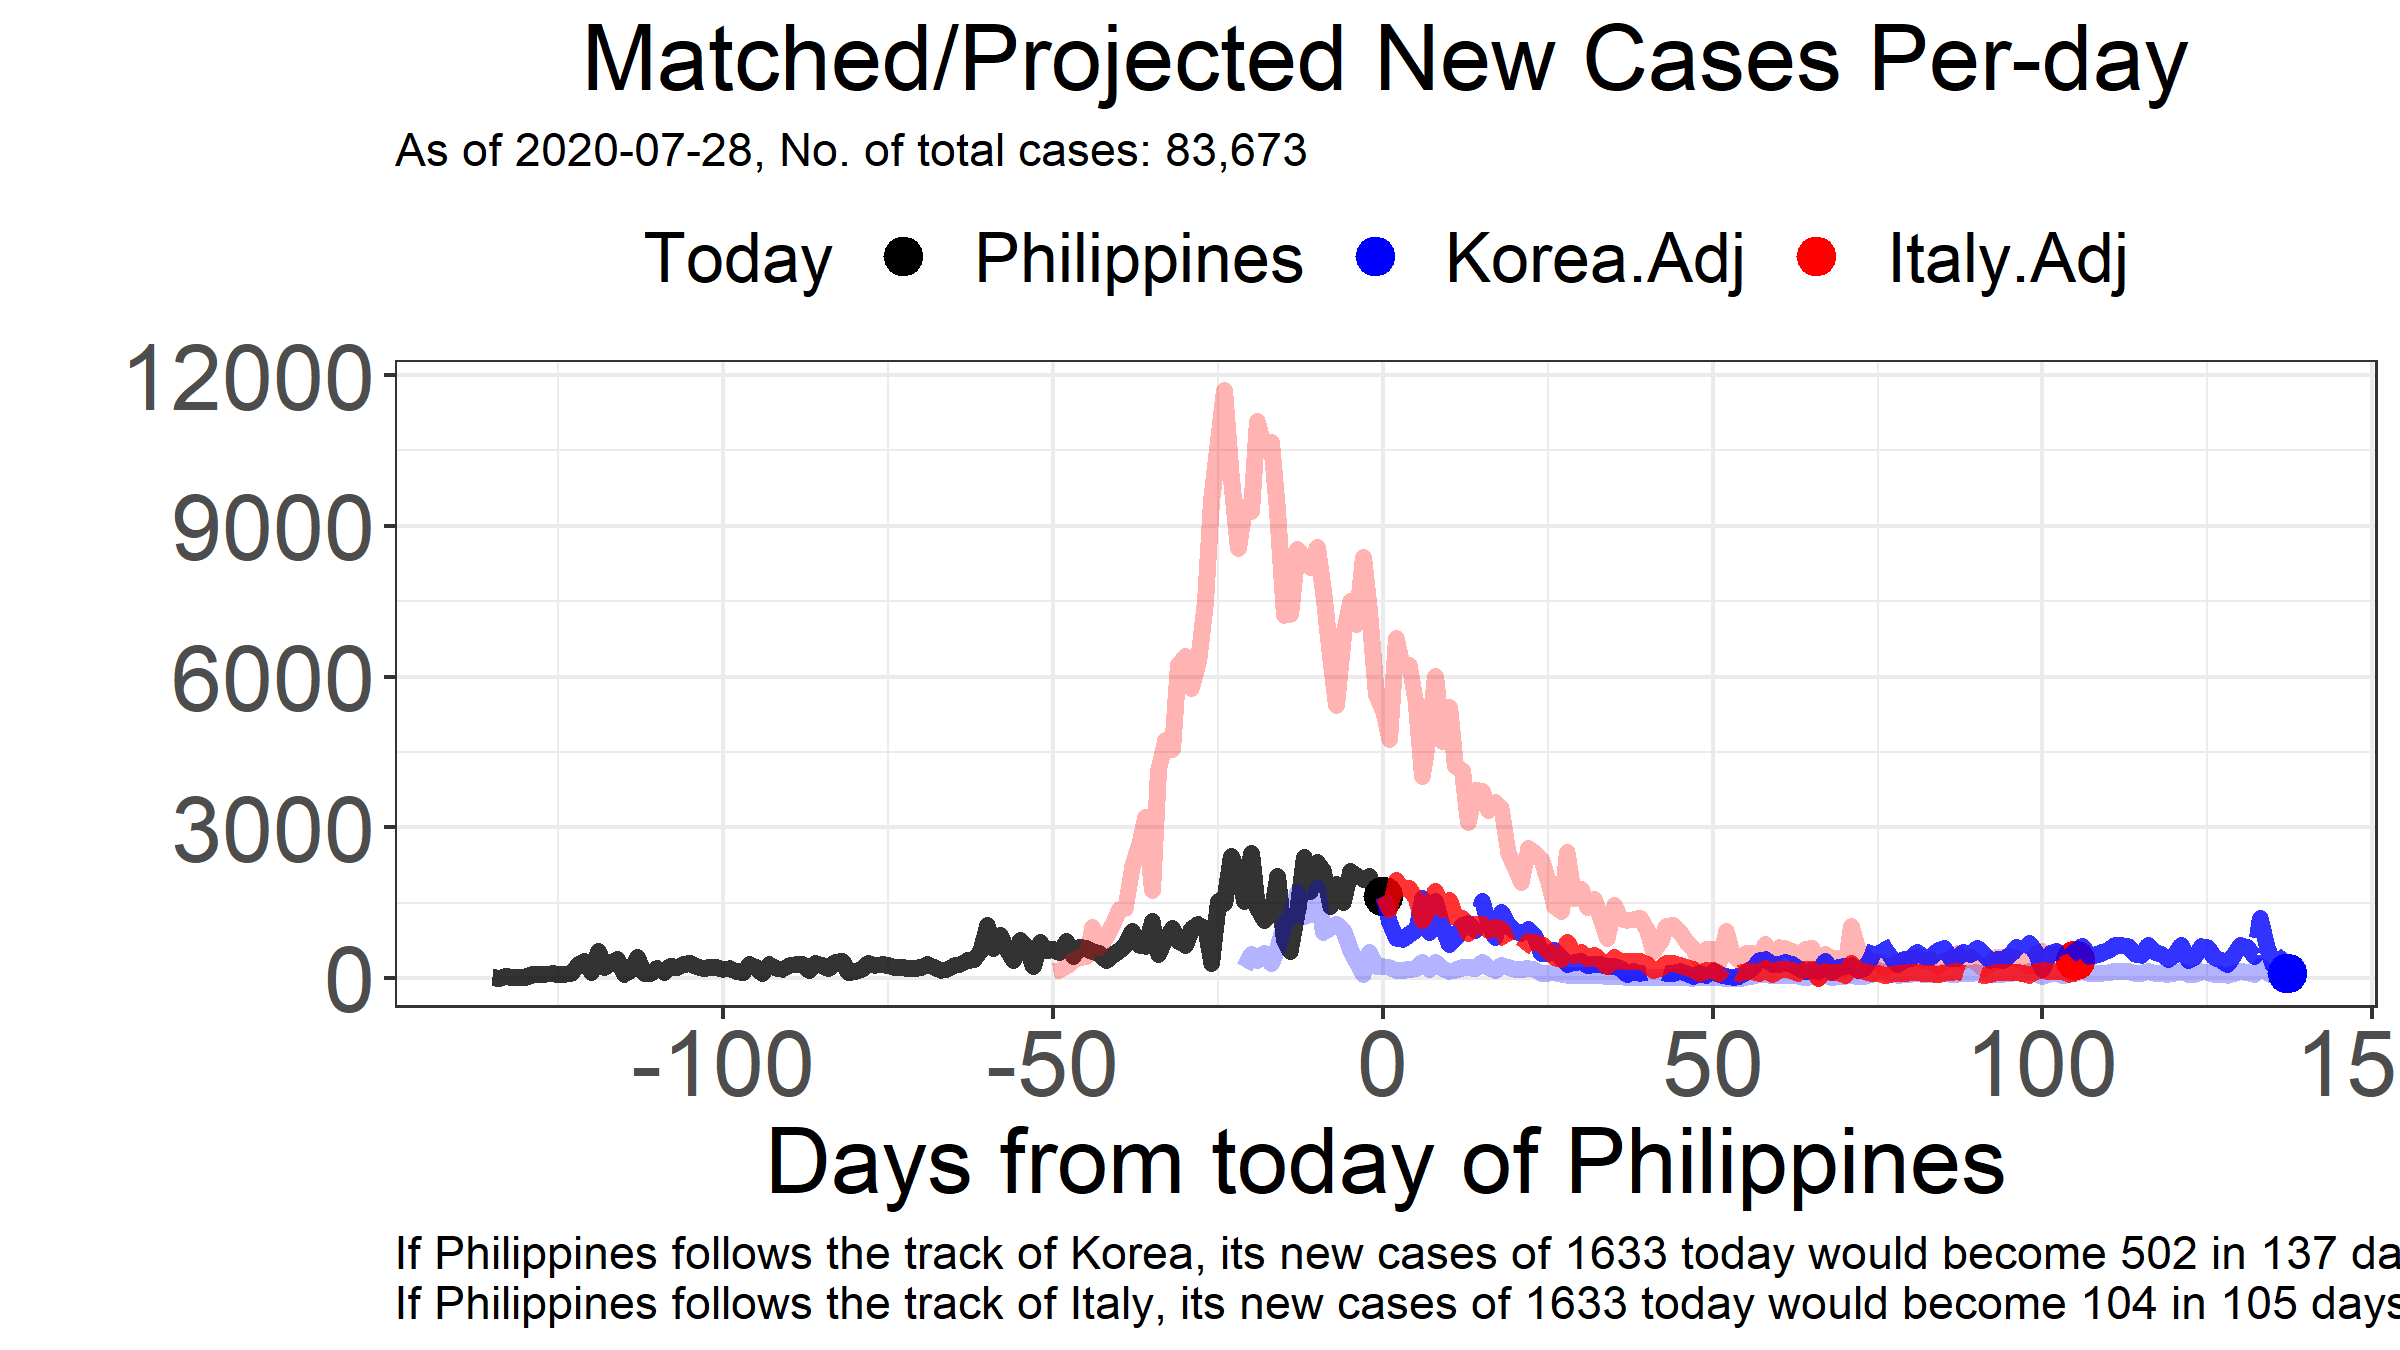 Matched/Projected New Cases Per-day
As of 2020-07-28, No. of total cases: 83,673
Today Philippines Korea.Adj Italy.Adj
12000
9000
6000
3000
0
-100 -50 0 50 100 15
Days from today of Philippines
If Philippines follows the track of Korea, its new cases of 1633 today would become 502 in 137 da
If Philippines follows the track of Italy, its new cases of 1633 today would become 104 in 105 days